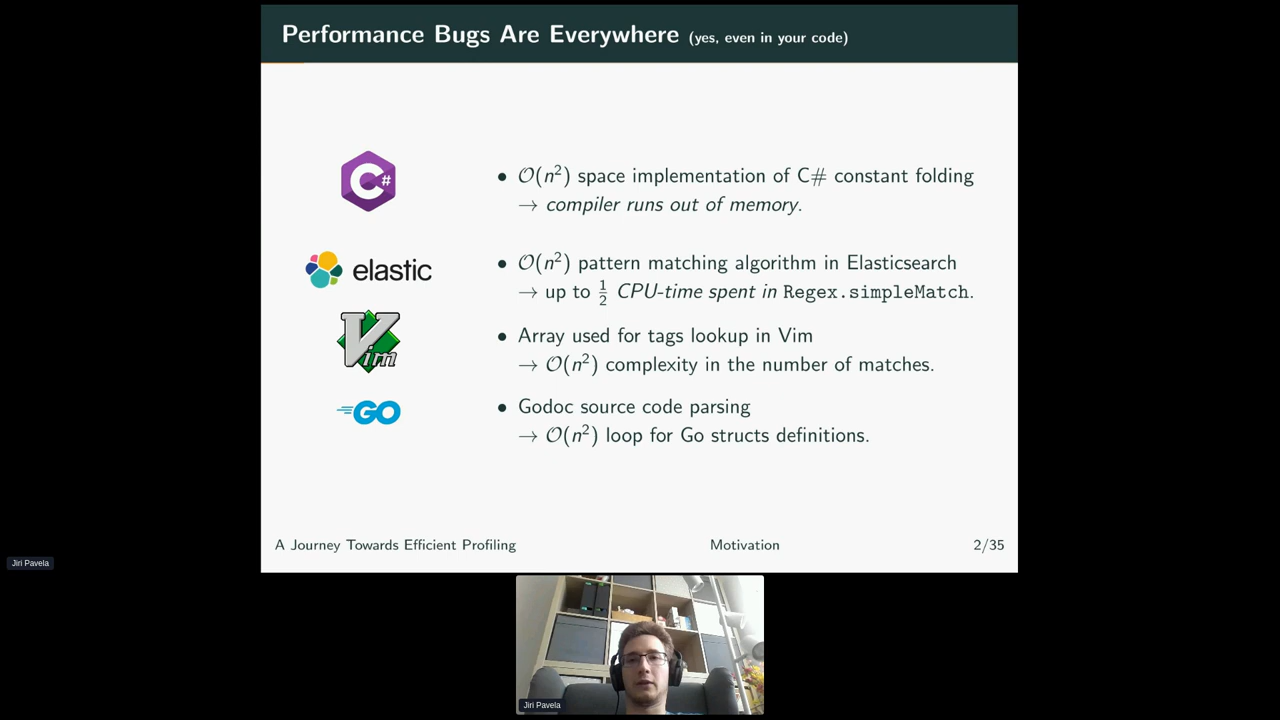 Performance Bugs Are Everywhere (yes, even in your code)
C#
• O(n²) space implementation of C# constant folding
→ compiler runs out of memory.
elastic
• O(n²) pattern matching algorithm in Elasticsearch
→ up to ½ CPU-time spent in Regex.simpleMatch.
Vim
• Array used for tags lookup in Vim
→ O(n²) complexity in the number of matches.
GO
• Godoc source code parsing
→ O(n²) loop for Go structs definitions.
A Journey Towards Efficient Profiling Motivation 2/35
Jiri Pavela
Jiri Pavela